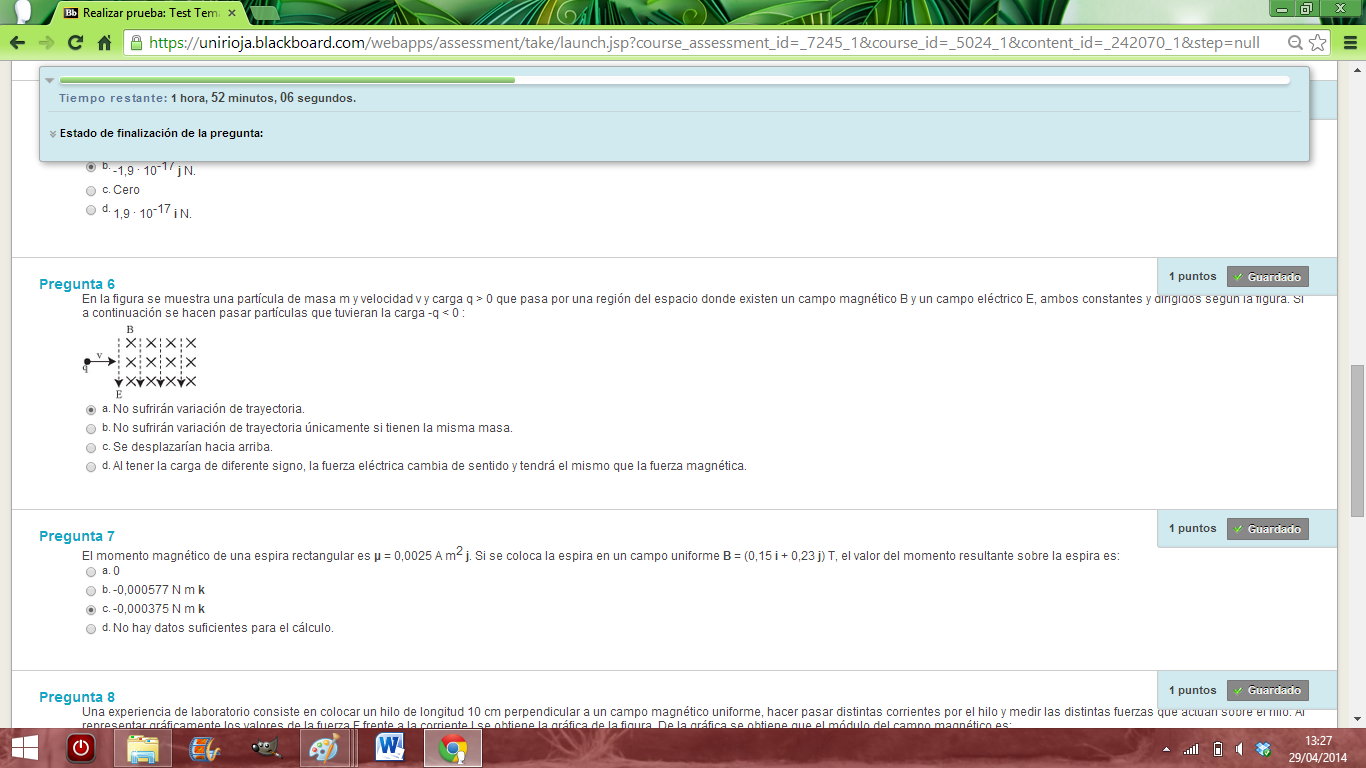 Realizar prueba: Test Tema
https://unirioja.blackboard.com/webapps/assessment/take/launch.jsp?course_assessment_id=_7245_1&course_id=_5024_1&content_id=_242070_1&step=null
Tiempo restante: 1 hora, 52 minutos, 06 segundos.
Estado de finalización de la pregunta:
b. -1,9 · 10-17 j N.
c. Cero
d. 1,9 · 10-17 i N.
1 puntos Guardado
Pregunta 6
En la figura se muestra una partícula de masa m y velocidad v y carga q > 0 que pasa por una región del espacio donde existen un campo magnético B y un campo eléctrico E, ambos constantes y dirigidos según la figura. Si
a continuación se hacen pasar partículas que tuvieran la carga -q < 0 :
B
v
q
E
a. No sufrirán variación de trayectoria.
b. No sufrirán variación de trayectoria únicamente si tienen la misma masa.
c. Se desplazarían hacia arriba.
d. Al tener la carga de diferente signo, la fuerza eléctrica cambia de sentido y tendrá el mismo que la fuerza magnética.
1 puntos Guardado
Pregunta 7
El momento magnético de una espira rectangular es μ = 0,0025 A m2 j. Si se coloca la espira en un campo uniforme B = (0,15 i + 0,23 j) T, el valor del momento resultante sobre la espira es:
a. 0
b. -0,000577 N m k
c. -0,000375 N m k
d. No hay datos suficientes para el cálculo.
1 puntos Guardado
Pregunta 8
Una experiencia de laboratorio consiste en colocar un hilo de longitud 10 cm perpendicular a un campo magnético uniforme, hacer pasar distintas corrientes por el hilo y medir las distintas fuerzas que actúan sobre el hilo. Al
representar gráficamente los valores de la fuerza F frente a la corriente I se obtiene la gráfica de la figura. De la gráfica se obtiene que el módulo del campo magnético es:
13:27
29/04/2014